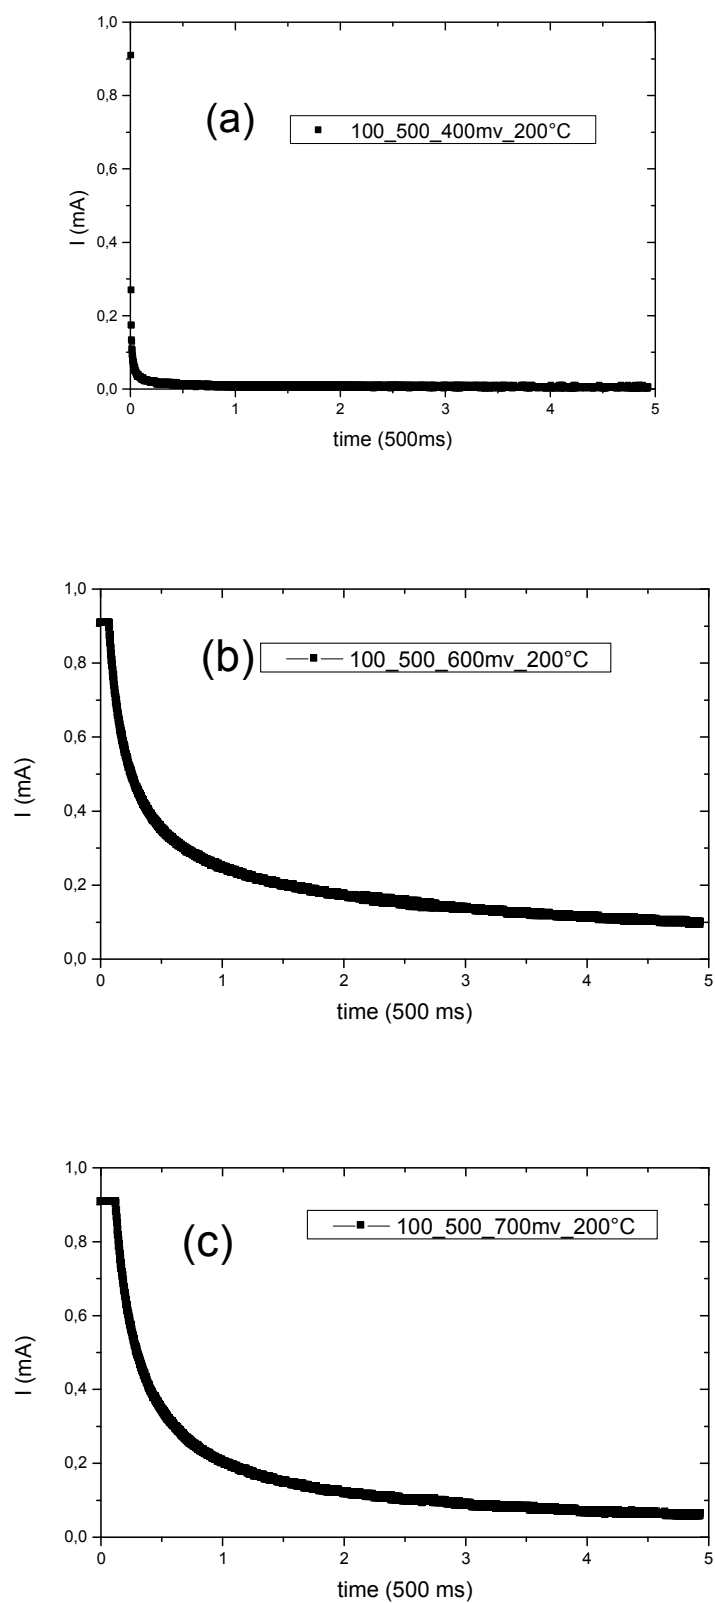 1,0
0,8
(a)
100_500_400mv_200°C
0,6
I (mA)
0,4
0,2
0,0
0 1 2 3 4 5
time (500ms)
1,0
0,8
(b)
100_500_600mv_200°C
0,6
I (mA)
0,4
0,2
0,0
0 1 2 3 4 5
time (500 ms)
1,0
100_500_700mv_200°C
0,8
(c)
0,6
I (mA)
0,4
0,2
0,0
0 1 2 3 4 5
time (500 ms)